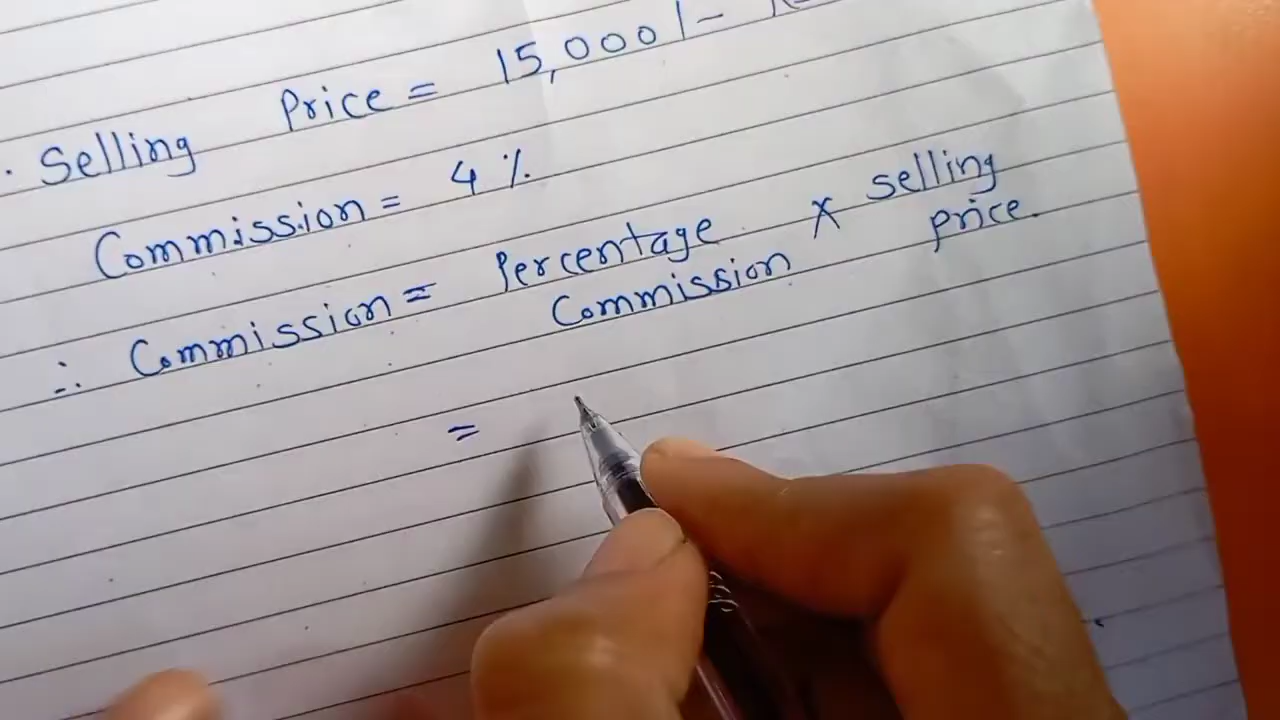 . Selling Price = 15,000/-
Commission = 4 %
∴ Commission = Percentage Commission × selling price.
=